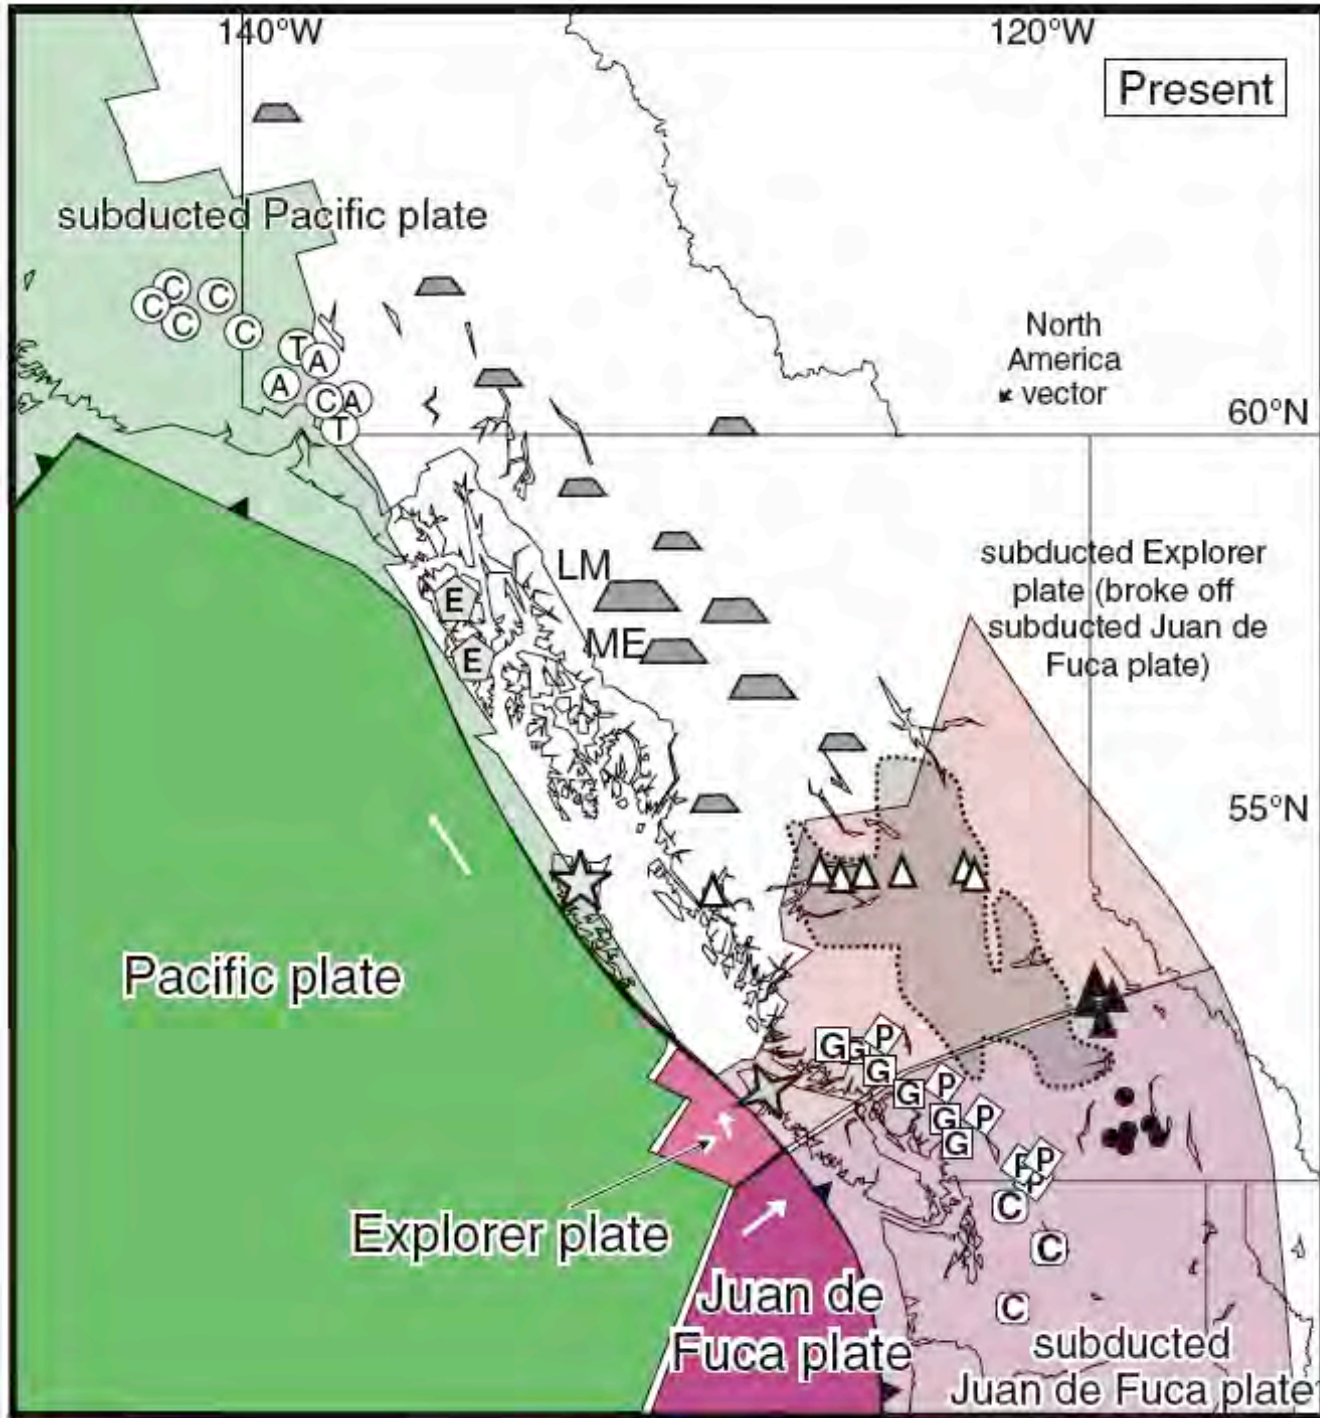 140°W
120°W
Present
subducted Pacific plate
C
C
C
C
C
T
A
A
C
A
T
North
America
vector
60°N
subducted Explorer
plate (broke off
subducted Juan de
Fuca plate)
LM
E
ME
E
55°N
Pacific plate
G
G
P
G
G
P
G
P
G
P
P
P
C
C
C
Explorer plate
Juan de
Fuca plate
subducted
Juan de Fuca plate